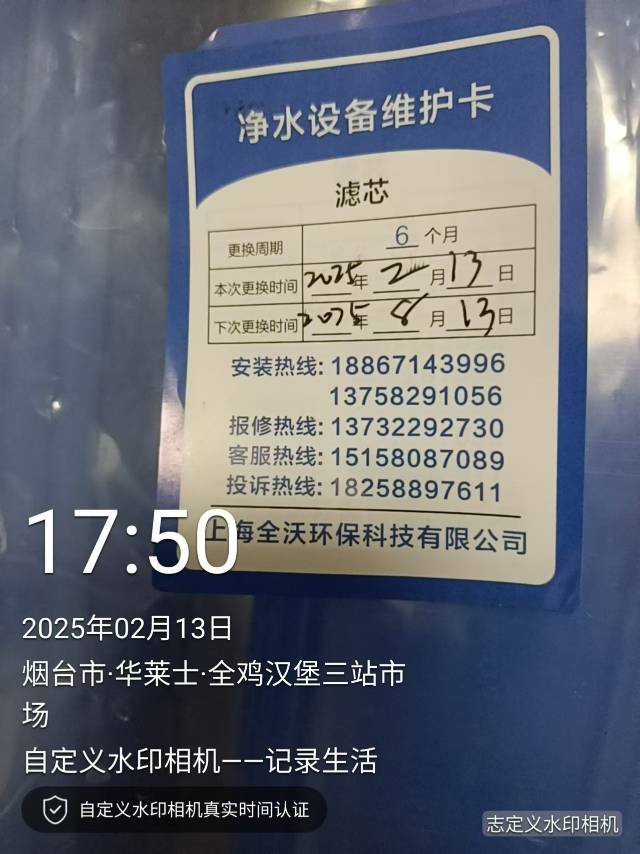 净水设备维护卡
滤芯
更换周期 6 个月
本次更换时间 2025年 2 月 13 日
下次更换时间 2025年 8 月 13 日
安装热线: 18867143996
13758291056
报修热线: 13732292730
客服热线: 15158087089
投诉热线: 18258897611
上海全沃环保科技有限公司
17:50
2025年02月13日
烟台市·华莱士·全鸡汉堡三站市
场
自定义水印相机——记录生活
自定义水印相机真实时间认证
志定义水印相机